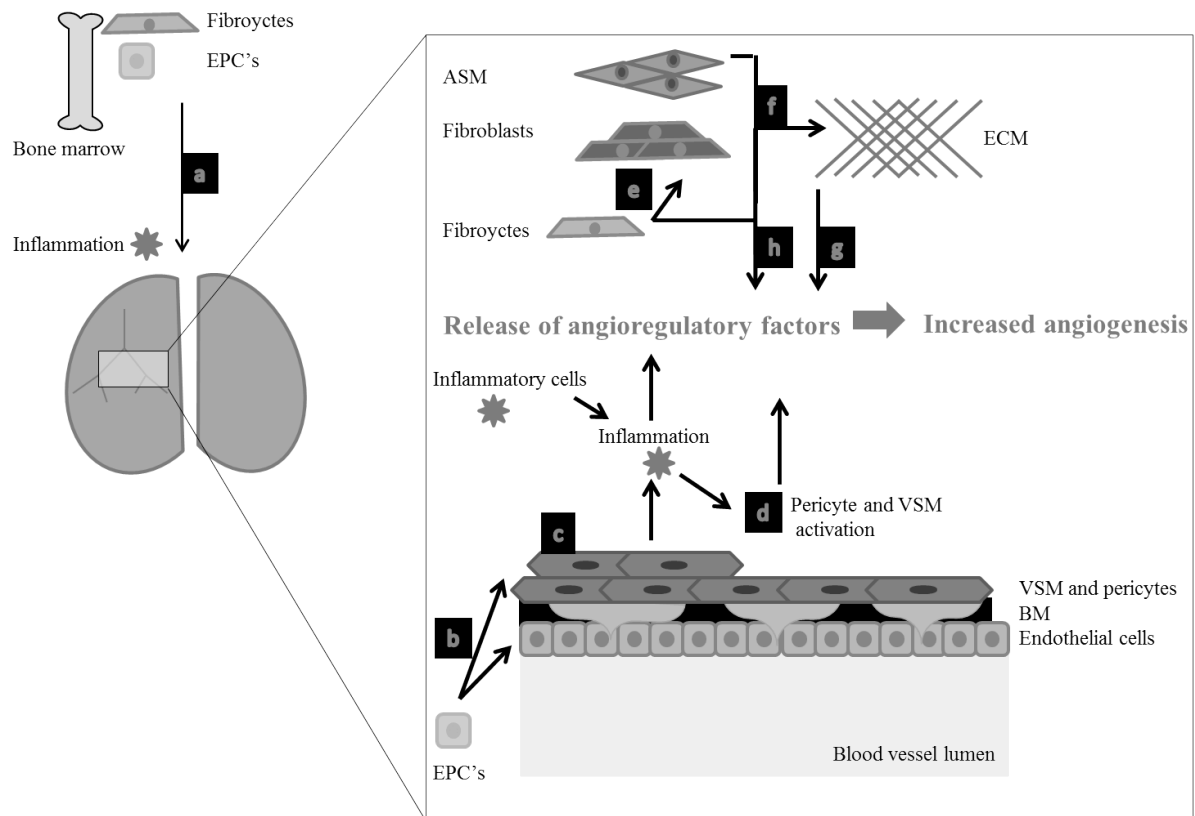 Fibroyctes
EPC's
Bone marrow
a
Inflammation
ASM
f
Fibroblasts
ECM
e
Fibroyctes
h
g
Release of angioregulatory factors
Increased angiogenesis
Inflammatory cells
Inflammation
d
Pericyte and VSM
activation
c
VSM and pericytes
BM
b
Endothelial cells
Blood vessel lumen
EPC's